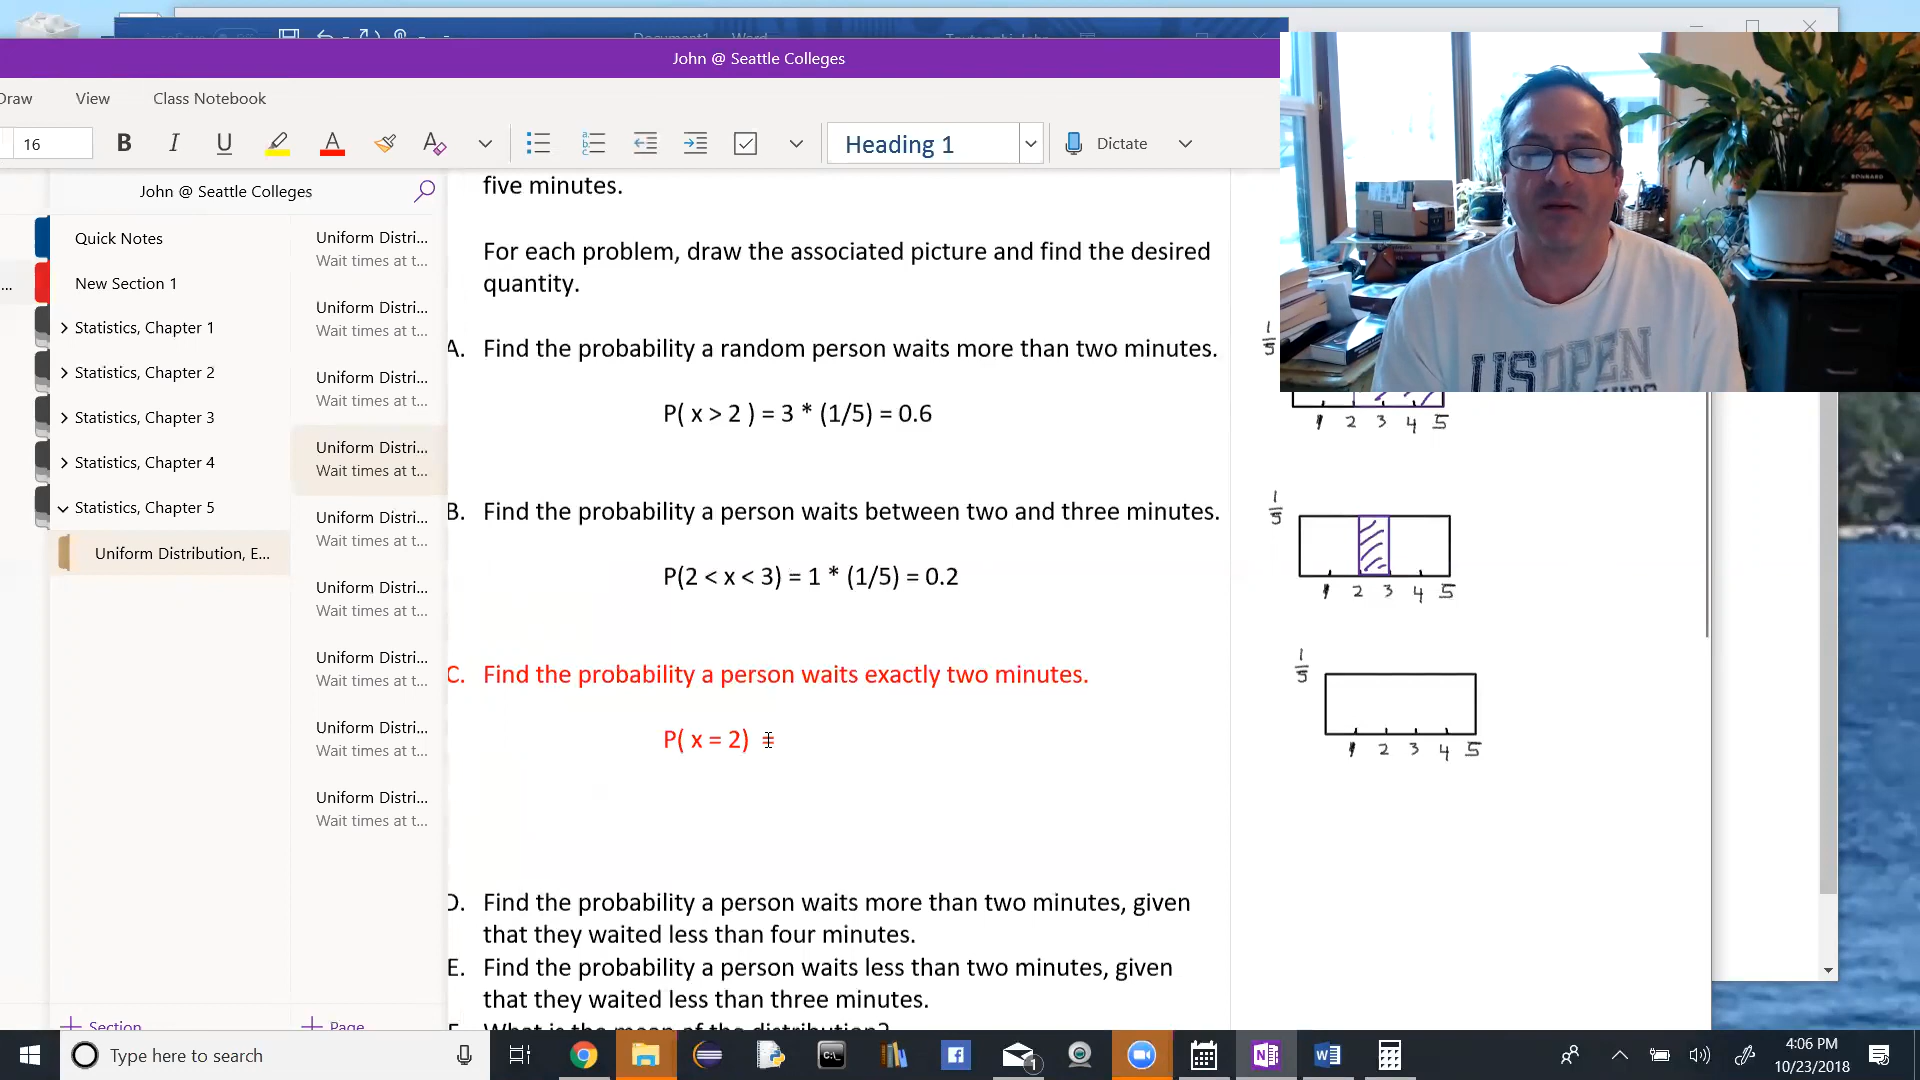 John @ Seattle Colleges
Draw View Class Notebook
16 B I U A Heading 1 Dictate
John @ Seattle Colleges
Quick Notes
New Section 1
Statistics, Chapter 1
Statistics, Chapter 2
Statistics, Chapter 3
Statistics, Chapter 4
Statistics, Chapter 5
Uniform Distribution, E...
Uniform Distri...
Wait times at t...
Uniform Distri...
Wait times at t...
Uniform Distri...
Wait times at t...
Uniform Distri...
Wait times at t...
Uniform Distri...
Wait times at t...
Uniform Distri...
Wait times at t...
Uniform Distri...
Wait times at t...
Uniform Distri...
Wait times at t...
Uniform Distri...
Wait times at t...
Section
Page
five minutes.
For each problem, draw the associated picture and find the desired
quantity.
A. Find the probability a random person waits more than two minutes.
P( x > 2 ) = 3 * (1/5) = 0.6
B. Find the probability a person waits between two and three minutes.
P(2 < x < 3) = 1 * (1/5) = 0.2
C. Find the probability a person waits exactly two minutes.
P( x = 2) =
D. Find the probability a person waits more than two minutes, given
that they waited less than four minutes.
E. Find the probability a person waits less than two minutes, given
that they waited less than three minutes.
What is the mean of the distribution?
1/5
1 2 3 4 5
1/5
1 2 3 4 5
1/5
1 2 3 4 5
US OPEN
Type here to search
1
4:06 PM
10/23/2018